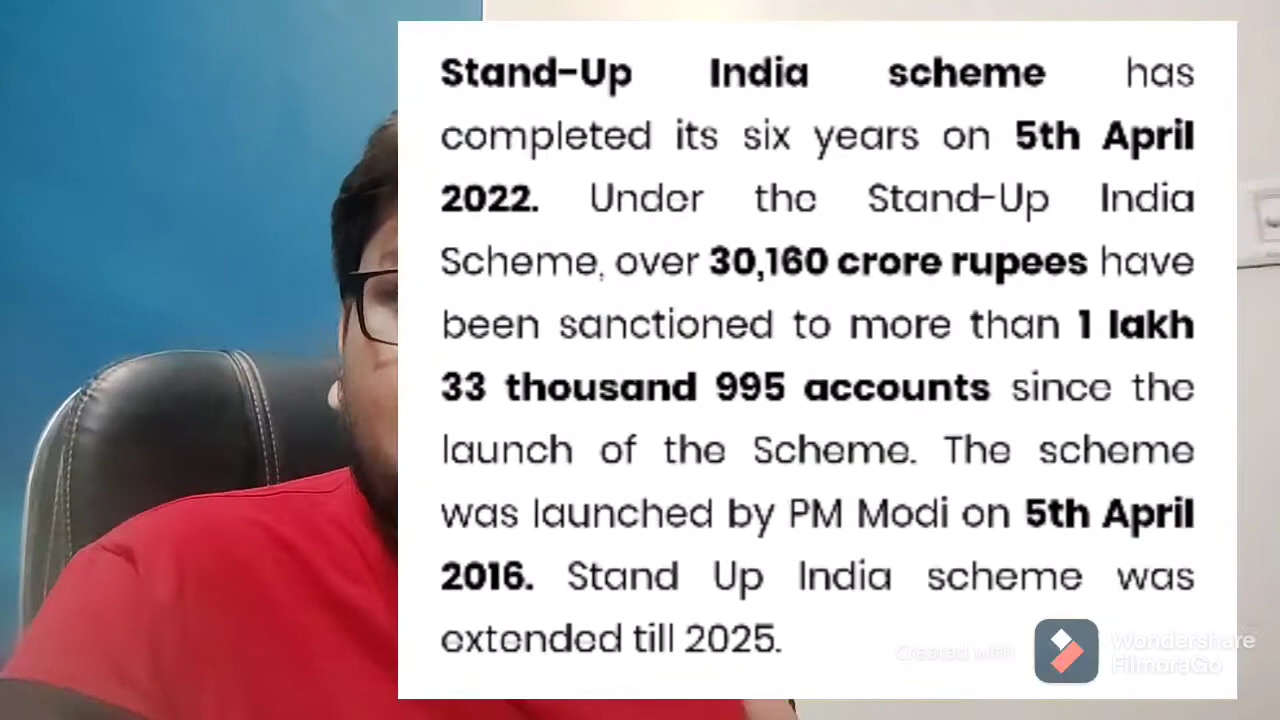 Stand-Up India scheme has
completed its six years on 5th April
2022. Under the Stand-Up India
Scheme, over 30,160 crore rupees have
been sanctioned to more than 1 lakh
33 thousand 995 accounts since the
launch of the Scheme. The scheme
was launched by PM Modi on 5th April
2016. Stand Up India scheme was
extended till 2025.
Created with
Wondershare
FilmoraGo